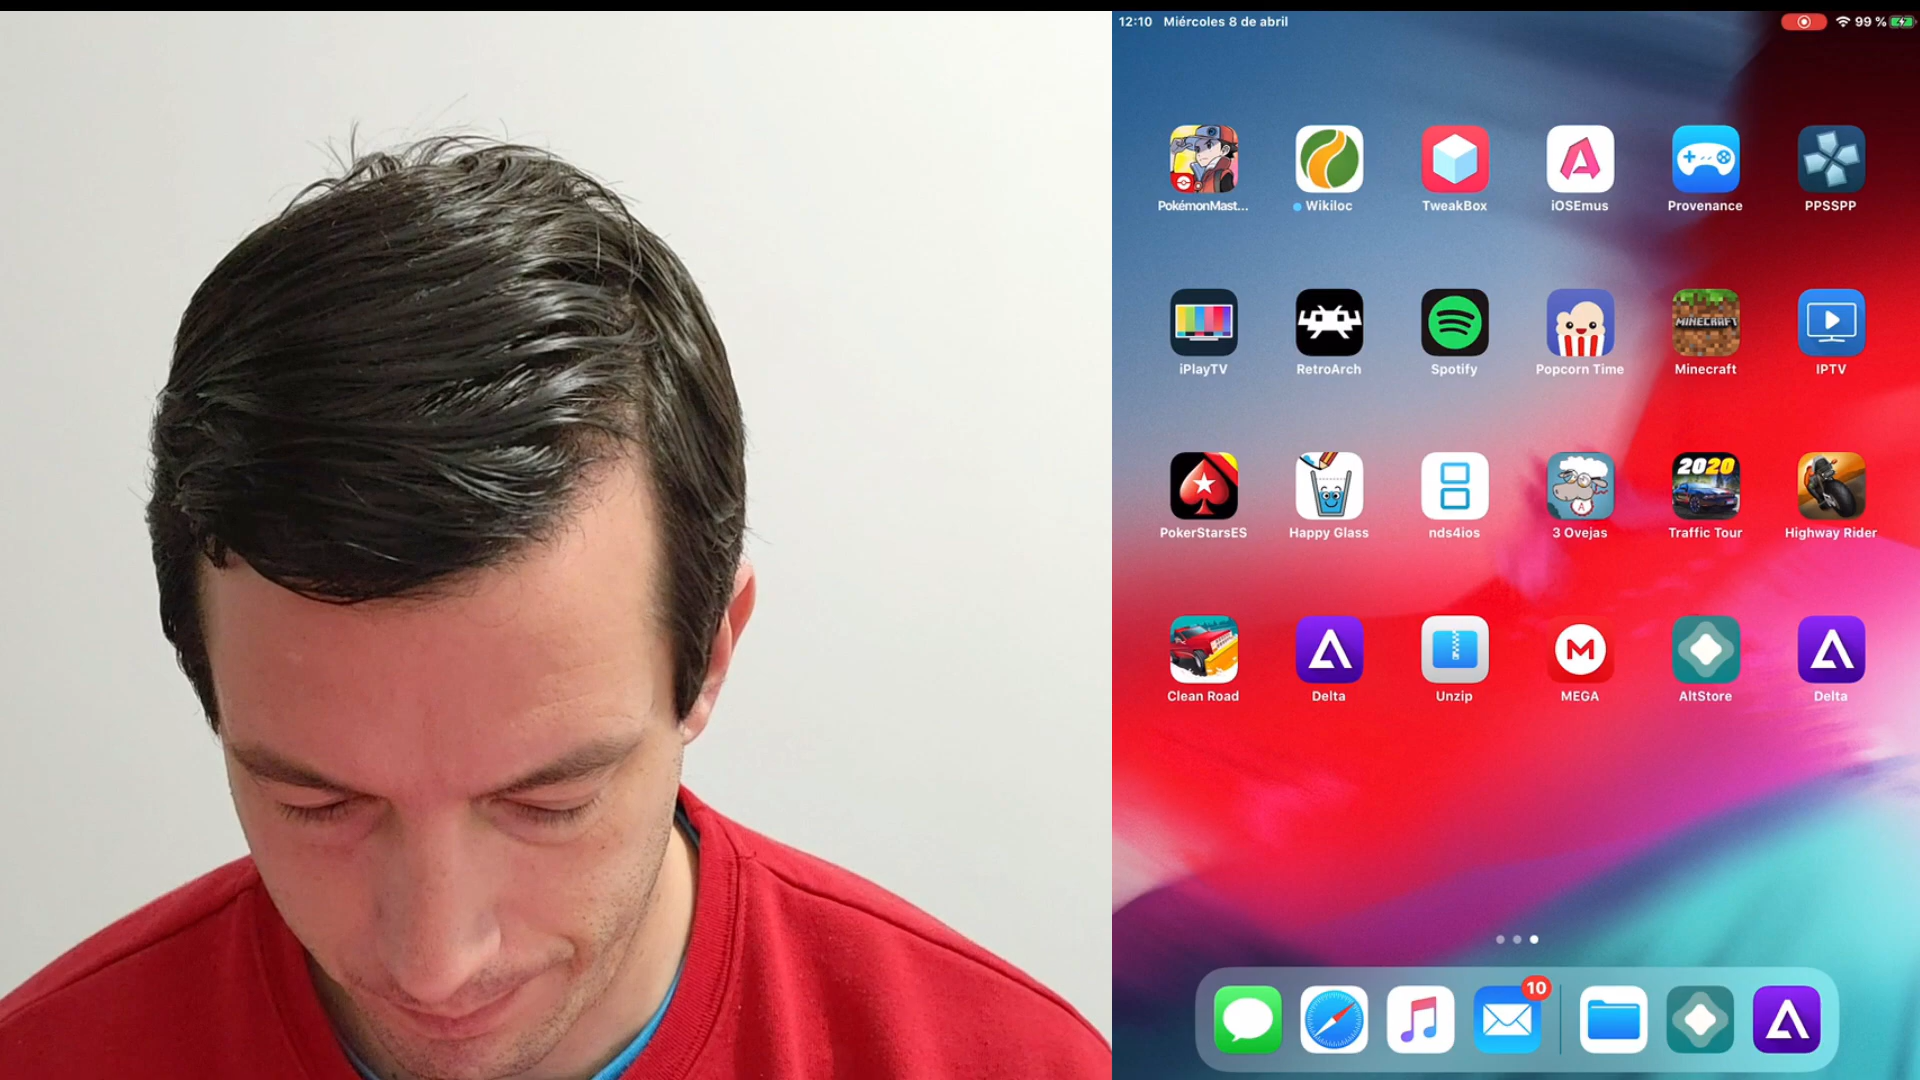 12:10 Miércoles 8 de abril
99 %
PokémonMast...
Wikiloc
TweakBox
iOSEmus
Provenance
PPSSPP
MINECRAFT
iPlayTV
RetroArch
Spotify
Popcorn Time
Minecraft
IPTV
2020
A
PokerStarsES
Happy Glass
nds4ios
3 Ovejas
Traffic Tour
Highway Rider
M
Clean Road
Delta
Unzip
MEGA
AltStore
Delta
10